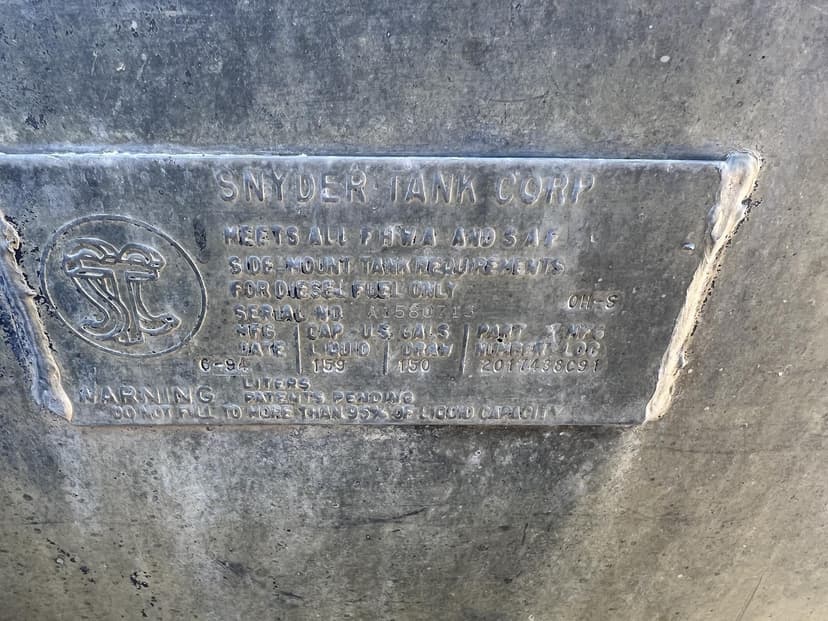 SNYDER TANK CORP
STC
MEETS ALL FHWA AND SAE
SIDE-MOUNT TANK REQUIREMENTS
FOR DIESEL FUEL ONLY
OH-S
SERIAL NO
MFG CAP - U.S. GALS PART
DATE LIQUID DRAW NUMBER
159 150 2017438C91
LITERS
WARNING PATENTS PENDING
DO NOT FILL TO MORE THAN 95% OF LIQUID CAPACITY